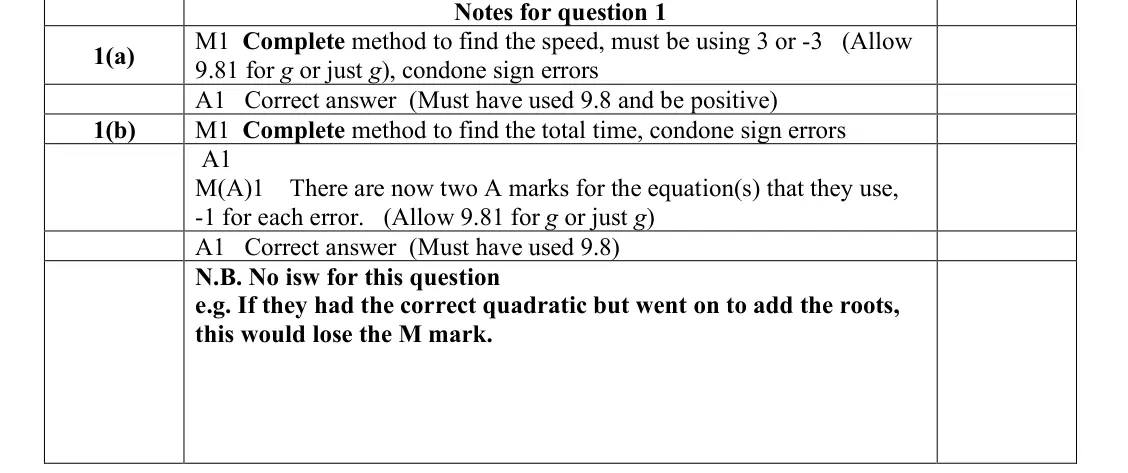 Notes for question 1
1(a)
M1 Complete method to find the speed, must be using 3 or -3 (Allow
9.81 for g or just g), condone sign errors
A1 Correct answer (Must have used 9.8 and be positive)
1(b)
M1 Complete method to find the total time, condone sign errors
A1
M(A)1 There are now two A marks for the equation(s) that they use,
-1 for each error. (Allow 9.81 for g or just g)
A1 Correct answer (Must have used 9.8)
N.B. No isw for this question
e.g. If they had the correct quadratic but went on to add the roots,
this would lose the M mark.